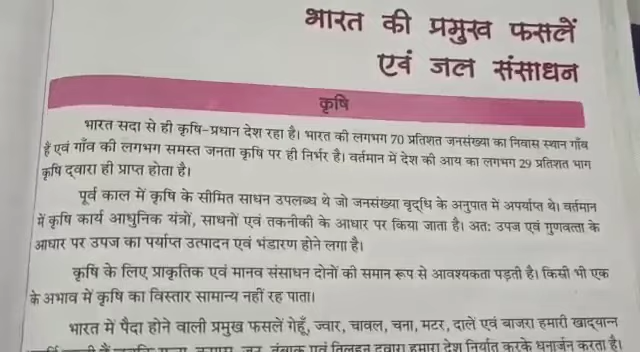 भारत की प्रमुख फसलें
एवं जल संसाधन
कृषि
भारत सदा से ही कृषि-प्रधान देश रहा है। भारत की लगभग 70 प्रतिशत जनसंख्या का निवास स्थान गाँव
हैं एवं गाँव की लगभग समस्त जनता कृषि पर ही निर्भर है। वर्तमान में देश की आय का लगभग 29 प्रतिशत भाग
कृषि द्वारा ही प्राप्त होता है।
पूर्व काल में कृषि के सीमित साधन उपलब्ध थे जो जनसंख्या वृद्धि के अनुपात में अपर्याप्त थे। वर्तमान
में कृषि कार्य आधुनिक यंत्रों, साधनों एवं तकनीकी के आधार पर किया जाता है। अतः उपज एवं गुणवत्ता के
आधार पर उपज का पर्याप्त उत्पादन एवं भंडारण होने लगा है।
कृषि के लिए प्राकृतिक एवं मानव संसाधन दोनों की समान रूप से आवश्यकता पड़ती है। किसी भी एक
के अभाव में कृषि का विस्तार सामान्य नहीं रह पाता।
भारत में पैदा होने वाली प्रमुख फसलें गेहूँ, ज्वार, चावल, चना, मटर, दालें एवं बाजरा हमारी खाद्यान्न
एवं तिलहन द्वारा हमारा देश निर्यात करके धनार्जन करता है।